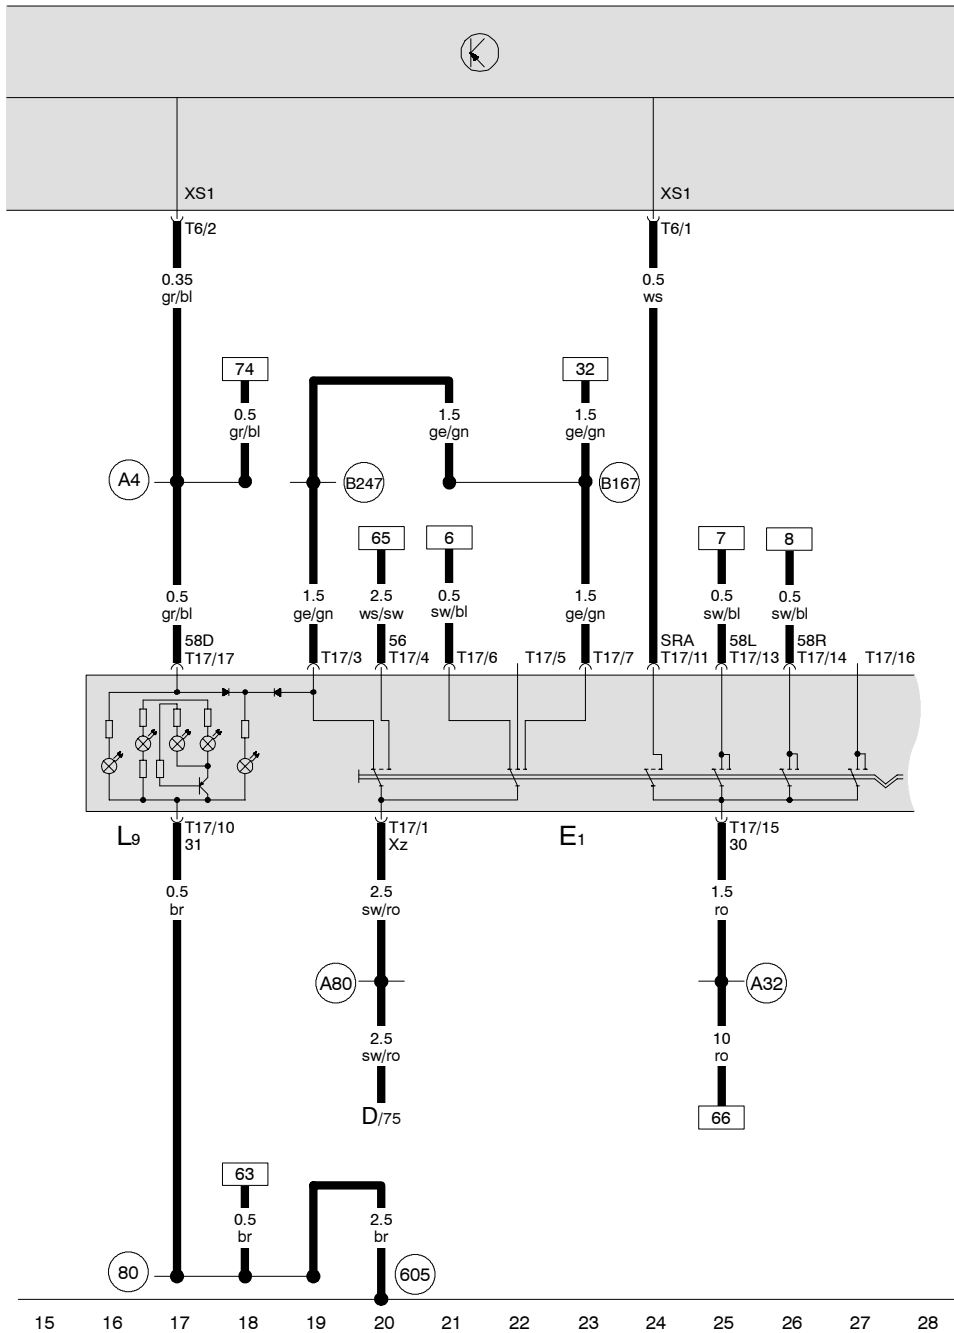 XS1
XS1
T6/2
T6/1
0.35
gr/bl
0.5
ws
74
32
0.5
gr/bl
1.5
ge/gn
1.5
ge/gn
A4
B247
B167
65
6
7
8
0.5
gr/bl
1.5
ge/gn
2.5
ws/sw
0.5
sw/bl
1.5
ge/gn
0.5
sw/bl
0.5
sw/bl
58D
T17/17
T17/3
56
T17/4
T17/6
T17/5
T17/7
SRA
T17/11
58L
T17/13
58R
T17/14
T17/16
L9
T17/10
31
T17/1
Xz
E1
T17/15
30
0.5
br
2.5
sw/ro
1.5
ro
A80
A32
2.5
sw/ro
10
ro
D/75
66
63
0.5
br
2.5
br
80
605
15 16 17 18 19 20 21 22 23 24 25 26 27 28